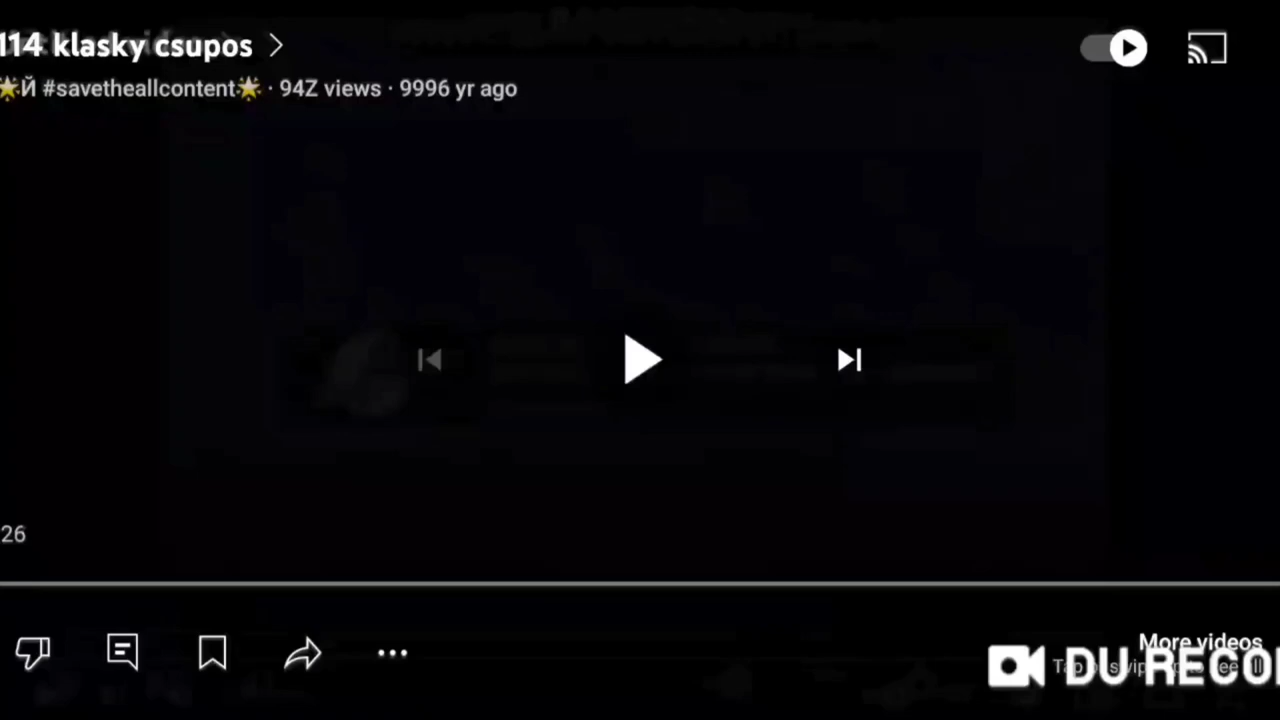 114 klasky csupos
🌟Й #savetheallcontent🌟 · 94Z views · 9996 yr ago
26
More videos
DU RECO